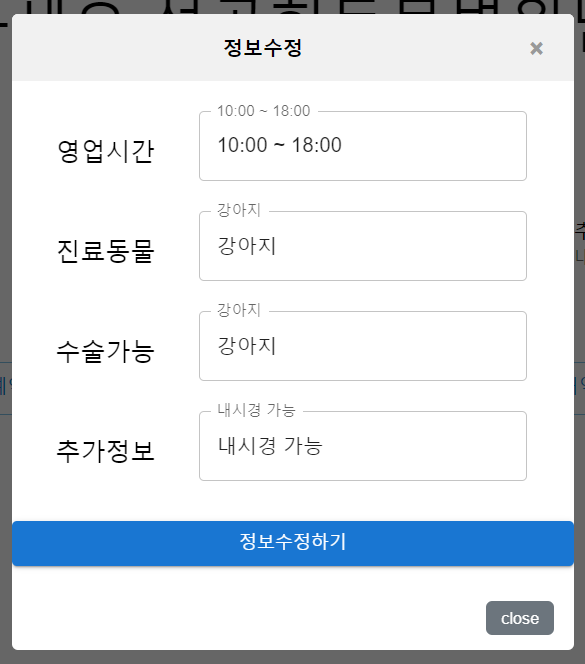 정보수정 ×
10:00 ~ 18:00
영업시간 10:00 ~ 18:00
강아지
진료동물 강아지
강아지
수술가능 강아지
내시경 가능
추가정보 내시경 가능
정보수정하기
close